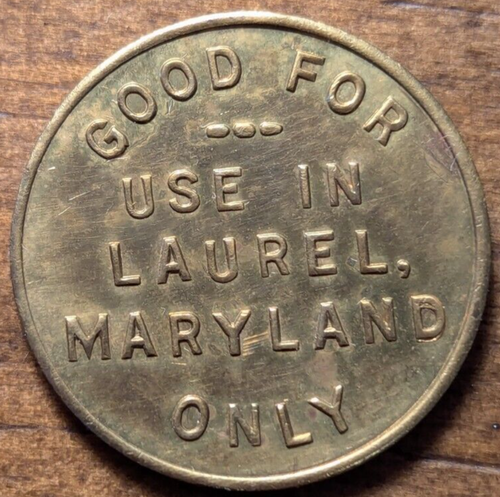 GOOD FOR
USE IN
LAUREL,
MARYLAND
ONLY